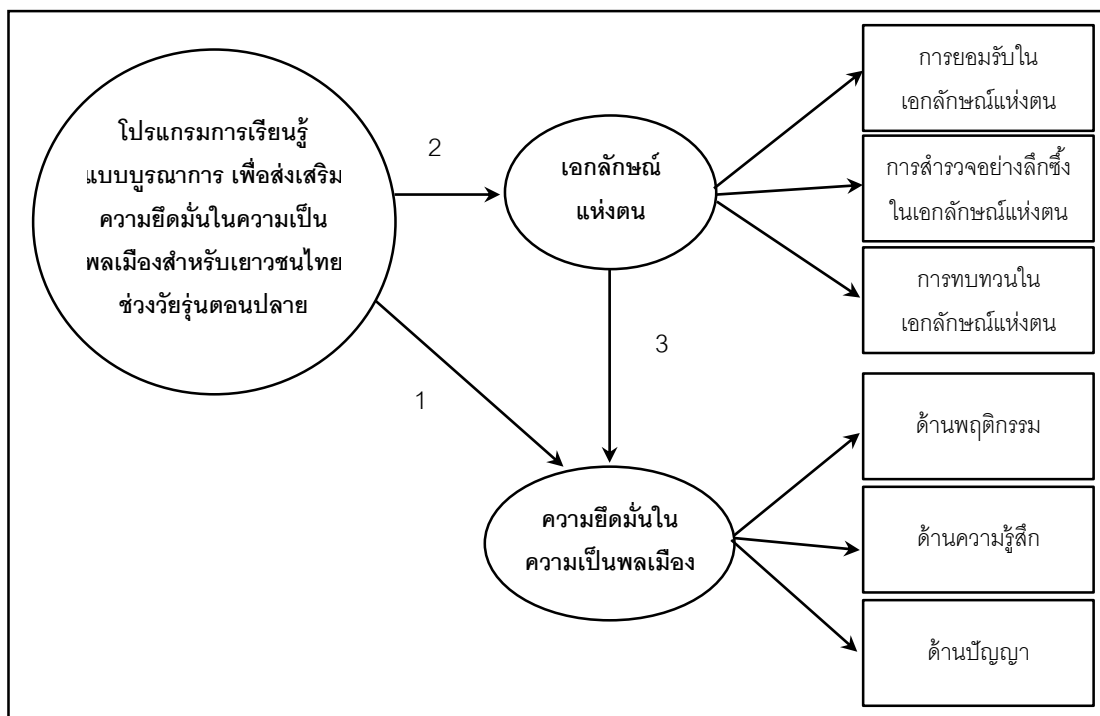 โปรแกรมการเรียนรู้
แบบบูรณาการ เพื่อส่งเสริม
ความยึดมั่นในความเป็น
พลเมืองสำหรับเยาวชนไทย
ช่วงวัยรุ่นตอนปลาย
2
1
3
เอกลักษณ์
แห่งตน
ความยึดมั่นใน
ความเป็นพลเมือง
การยอมรับใน
เอกลักษณ์แห่งตน
การสำรวจอย่างลึกซึ้ง
ในเอกลักษณ์แห่งตน
การทบทวนใน
เอกลักษณ์แห่งตน
ด้านพฤติกรรม
ด้านความรู้สึก
ด้านปัญญา